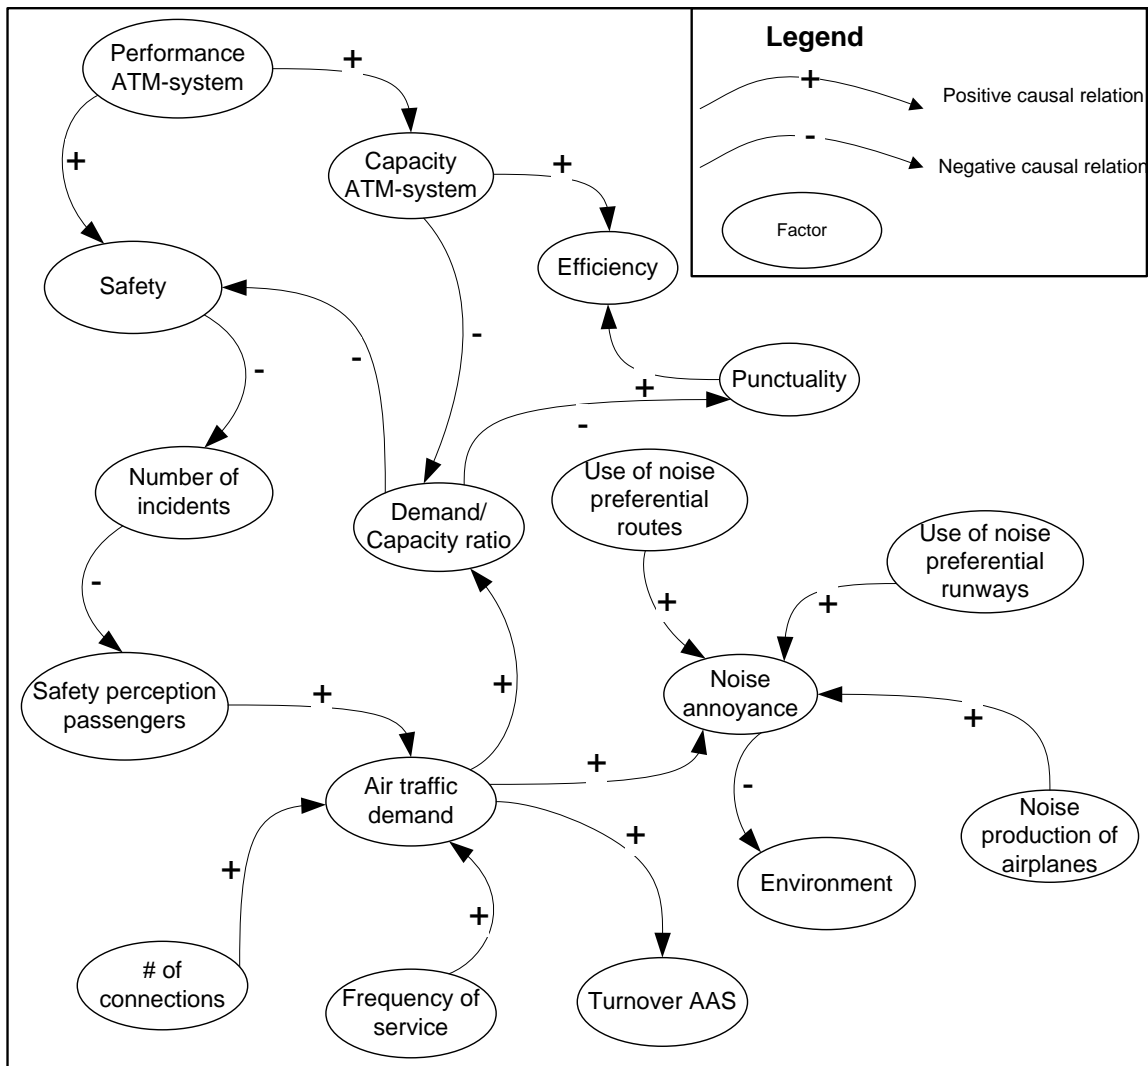 Performance
ATM-system
+
Legend
+
Positive causal relation
-
Negative causal relation
Factor
+
Capacity
ATM-system
+
Efficiency
Safety
-
-
-
+
Punctuality
-
Number of
incidents
Demand/
Capacity ratio
Use of noise
preferential
routes
Use of noise
preferential
runways
-
+
+
Safety perception
passengers
+
+
Noise
annoyance
+
Air traffic
demand
+
-
+
Noise
production of
airplanes
Environment
+
+
# of
connections
Frequency of
service
Turnover AAS